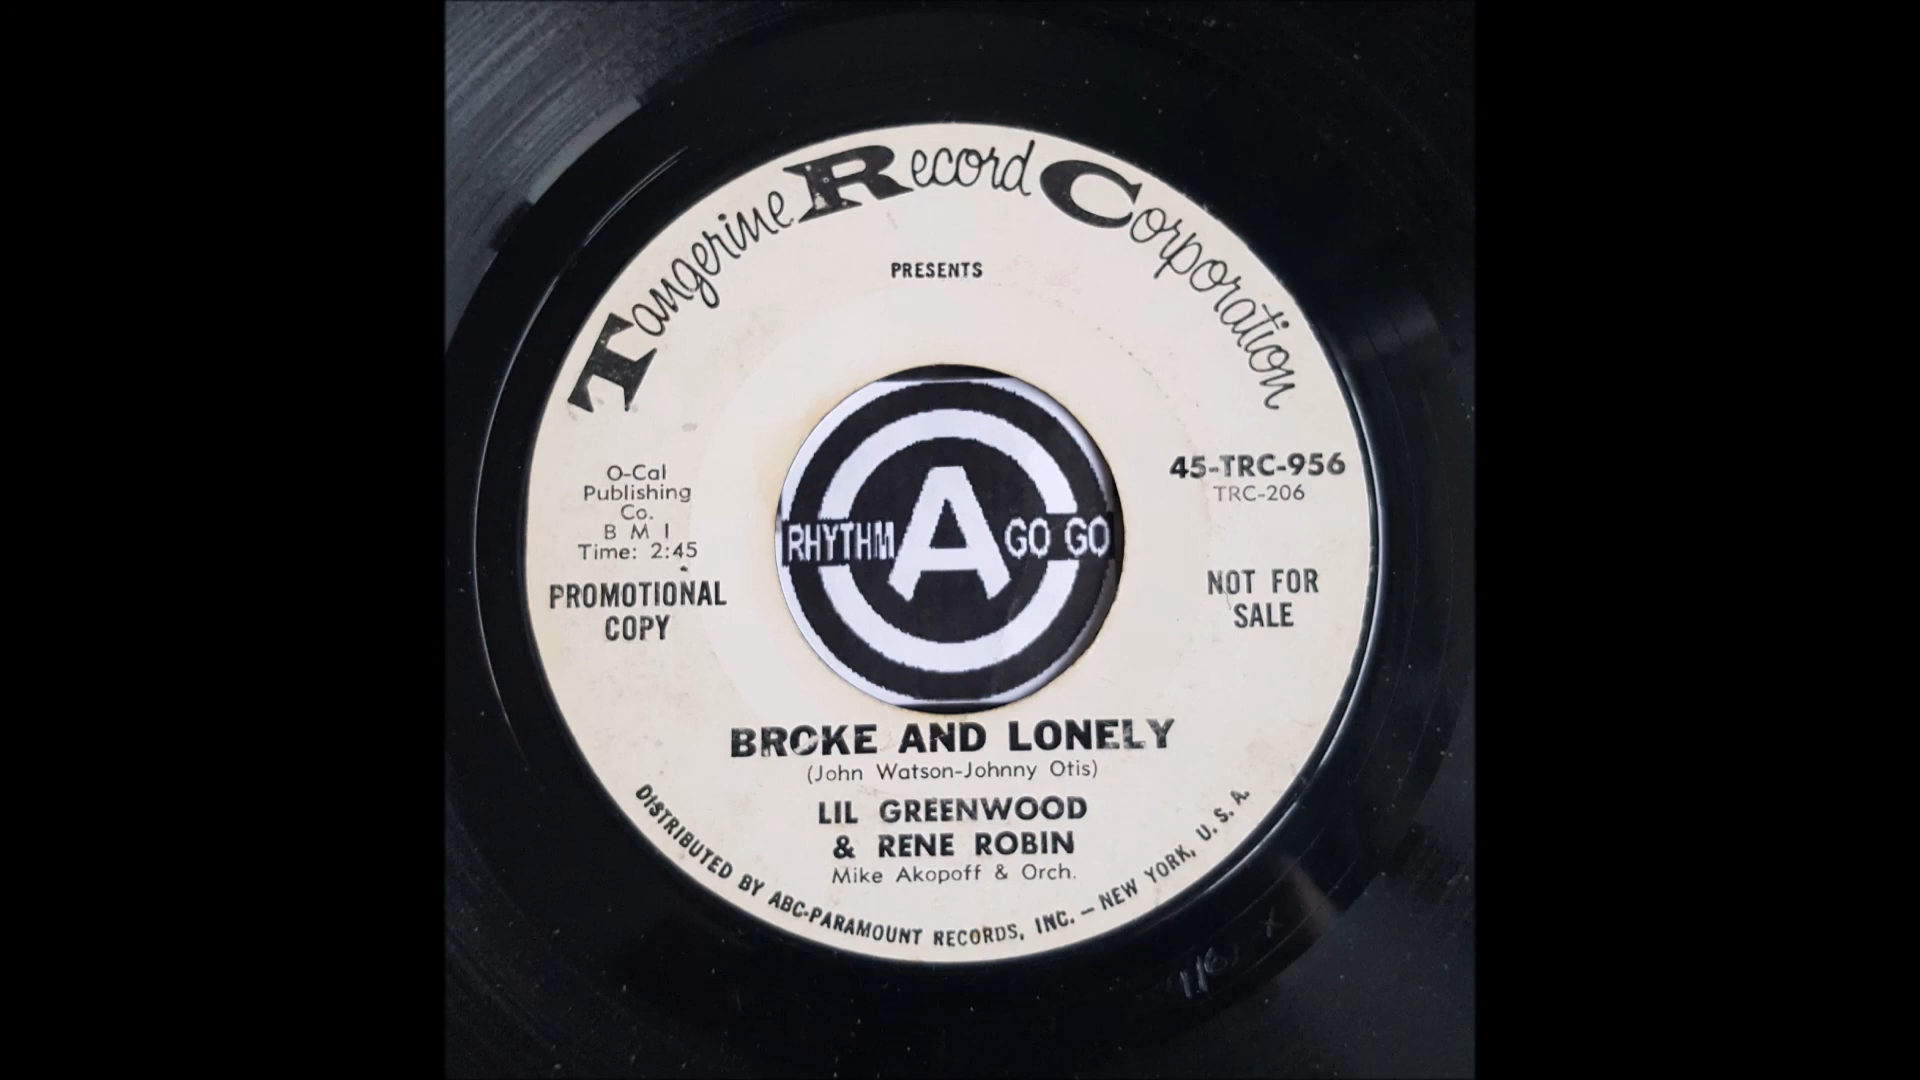 Tangerine Record Corporation
PRESENTS
O-Cal
Publishing
Co.
B M I
Time: 2:45
PROMOTIONAL
COPY
45-TRC-956
TRC-206
NOT FOR
SALE
RHYTHM A GO GO
BROKE AND LONELY
(John Watson-Johnny Otis)
LIL GREENWOOD
& RENE ROBIN
Mike Akopoff & Orch.
DISTRIBUTED BY ABC-PARAMOUNT RECORDS, INC. — NEW YORK, U. S. A.